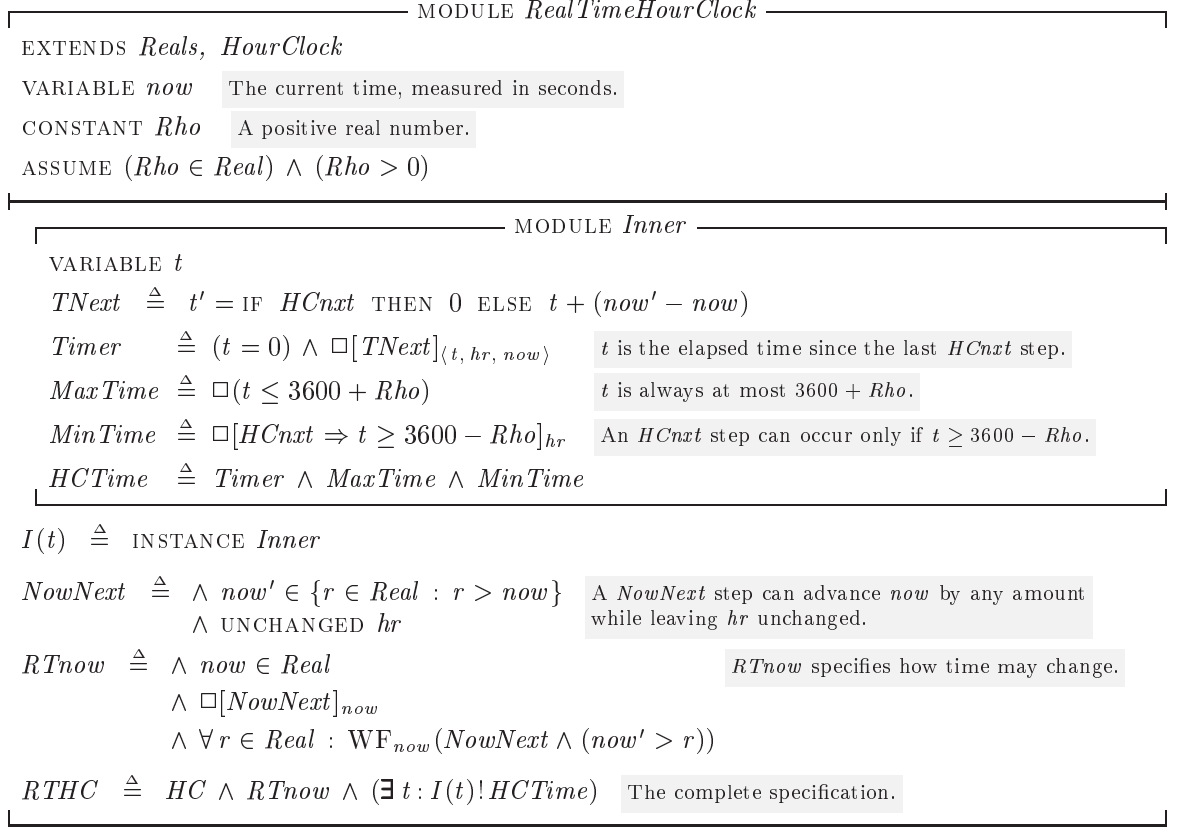 MODULE RealTimeHourClock
EXTENDS Reals, HourClock
VARIABLE now The current time, measured in seconds.
CONSTANT Rho A positive real number.
ASSUME (Rho ∈ Real) ∧ (Rho > 0)
MODULE Inner
VARIABLE t
TNext ≜ t′ = IF HCnxt THEN 0 ELSE t + (now′ − now)
Timer ≜ (t = 0) ∧ □[TNext]⟨t, hr, now⟩ t is the elapsed time since the last HCnxt step.
MaxTime ≜ □(t ≤ 3600 + Rho) t is always at most 3600 + Rho.
MinTime ≜ □[HCnxt ⇒ t ≥ 3600 − Rho]hr An HCnxt step can occur only if t ≥ 3600 − Rho.
HCTime ≜ Timer ∧ MaxTime ∧ MinTime
I(t) ≜ INSTANCE Inner
NowNext ≜ ∧ now′ ∈ {r ∈ Real : r > now} A NowNext step can advance now by any amount
∧ UNCHANGED hr while leaving hr unchanged.
RTnow ≜ ∧ now ∈ Real RTnow specifies how time may change.
∧ □[NowNext]now
∧ ∀ r ∈ Real : WFnow(NowNext ∧ (now′ > r))
RTHC ≜ HC ∧ RTnow ∧ (∃ t : I(t)!HCTime) The complete specification.